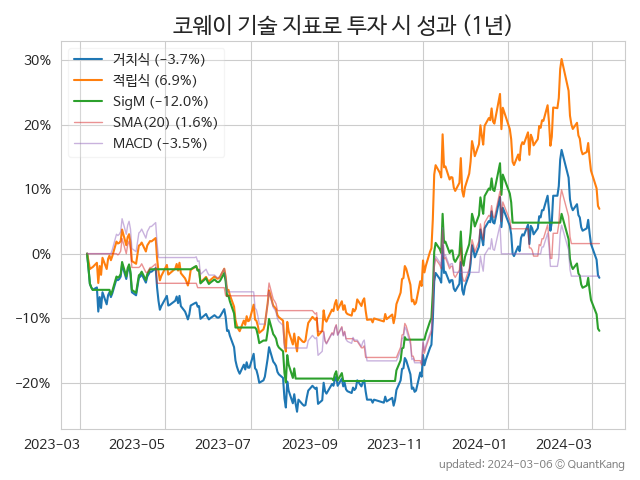 코웨이 기술 지표로 투자 시 성과 (1년)
30%
20%
10%
0%
−10%
−20%
거치식 (−3.7%)
적립식 (6.9%)
SigM (−12.0%)
SMA(20) (1.6%)
MACD (−3.5%)
2023-03
2023-05
2023-07
2023-09
2023-11
2024-01
2024-03
updated: 2024-03-06 © QuantKang